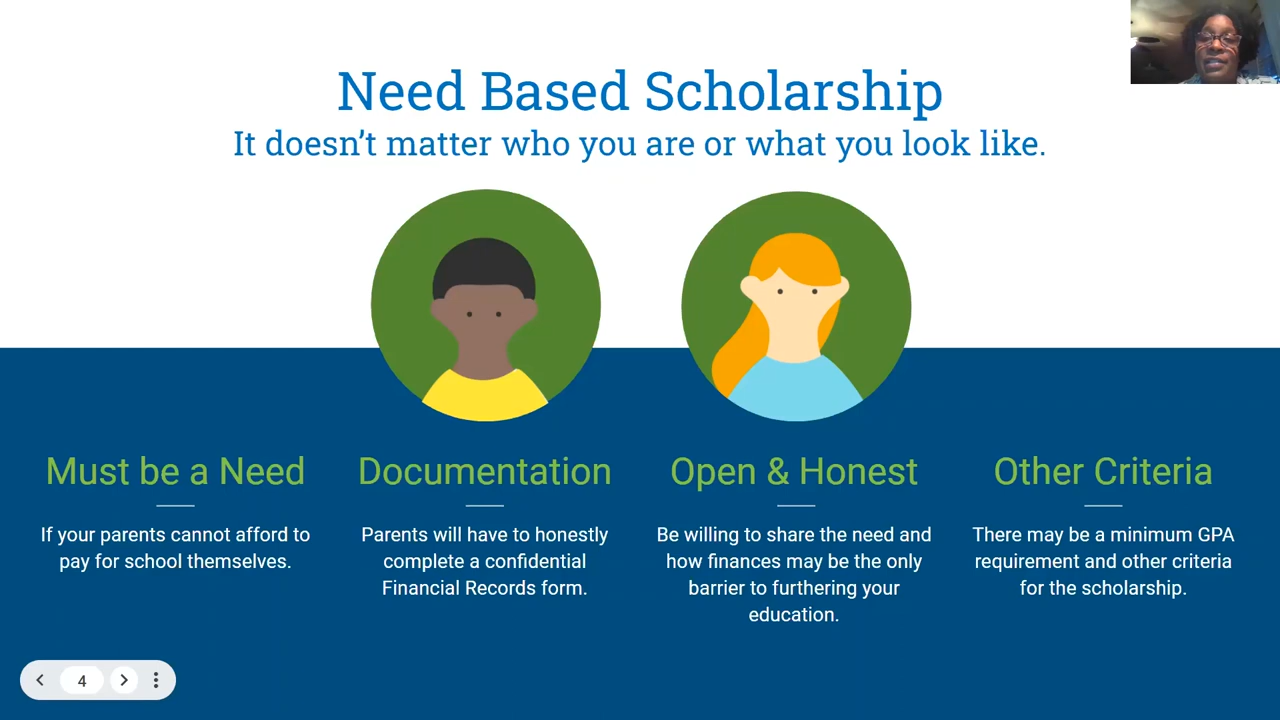 Need Based Scholarship
It doesn’t matter who you are or what you look like.
Must be a Need
If your parents cannot afford to
pay for school themselves.
Documentation
Parents will have to honestly
complete a confidential
Financial Records form.
Open & Honest
Be willing to share the need and
how finances may be the only
barrier to furthering your
education.
Other Criteria
There may be a minimum GPA
requirement and other criteria
for the scholarship.
4